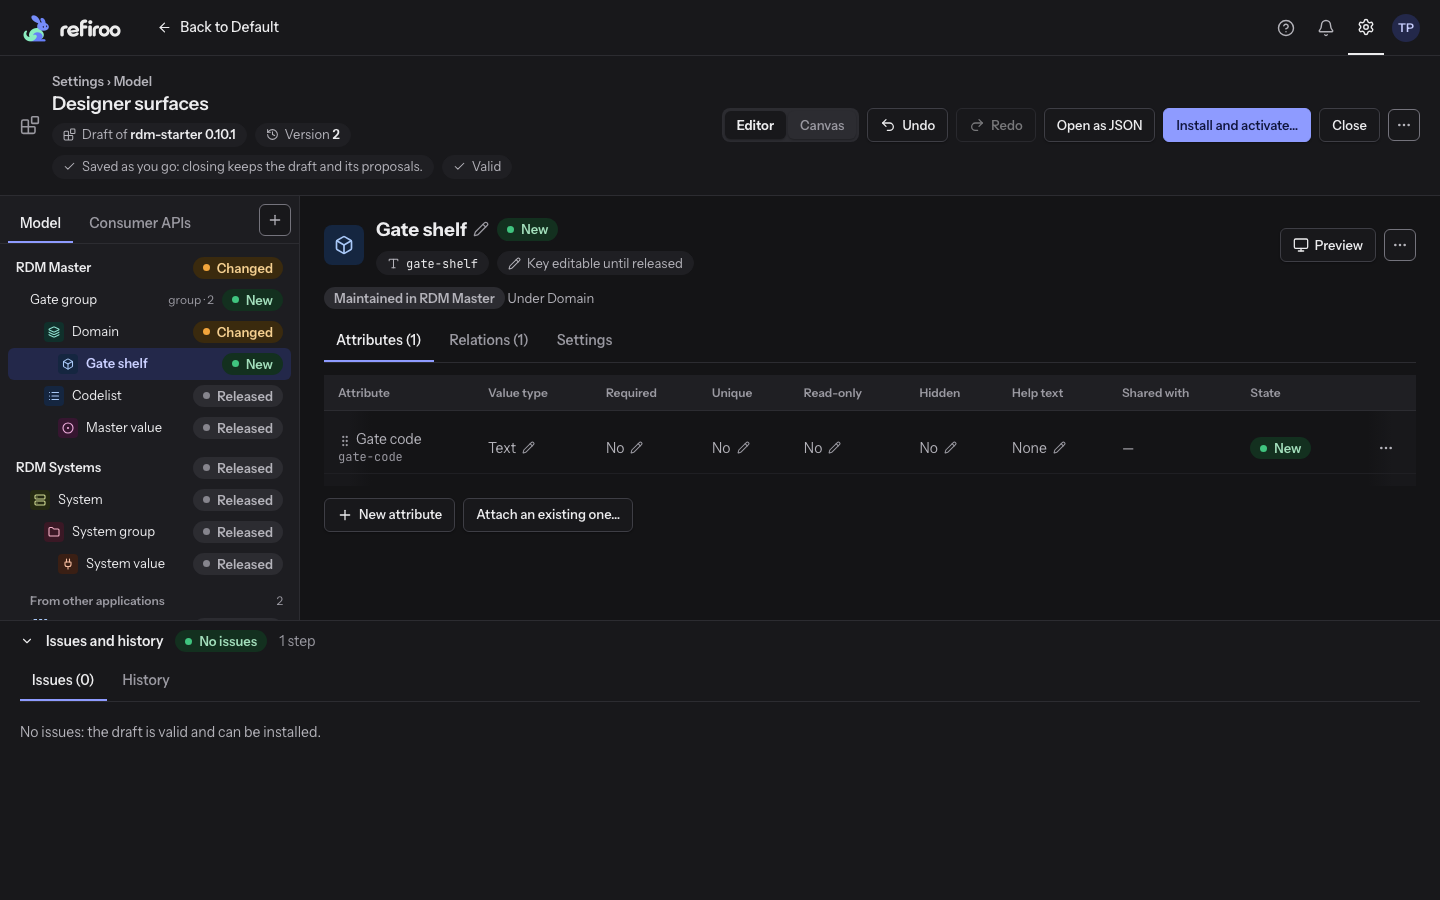 refiroo
Back to Default
TP
Settings › Model
Designer surfaces
Draft of rdm-starter 0.10.1
Version 2
Saved as you go: closing keeps the draft and its proposals.
Valid
Editor
Canvas
Undo
Redo
Open as JSON
Install and activate...
Close
Model
Consumer APIs
RDM Master
Changed
Gate group
group · 2
New
Domain
Changed
Gate shelf
New
Codelist
Released
Master value
Released
RDM Systems
Released
System
Released
System group
Released
System value
Released
From other applications
2
Gate shelf
New
gate-shelf
Key editable until released
Maintained in RDM Master
Under Domain
Preview
Attributes (1)
Relations (1)
Settings
Attribute
Value type
Required
Unique
Read-only
Hidden
Help text
Shared with
State
Gate code
gate-code
Text
No
No
No
No
None
—
New
New attribute
Attach an existing one...
Issues and history
No issues
1 step
Issues (0)
History
No issues: the draft is valid and can be installed.